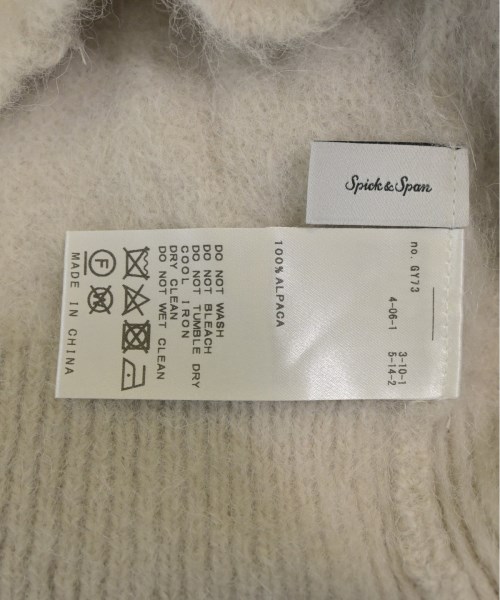 Spick & Span
no. GY73
4-06-1
3-10-1
5-14-2
100% ALPACA
DO NOT WASH
DO NOT BLEACH
DO NOT TUMBLE DRY
COOL IRON
DRY CLEAN
DO NOT WET CLEAN
F
W
MADE IN CHINA